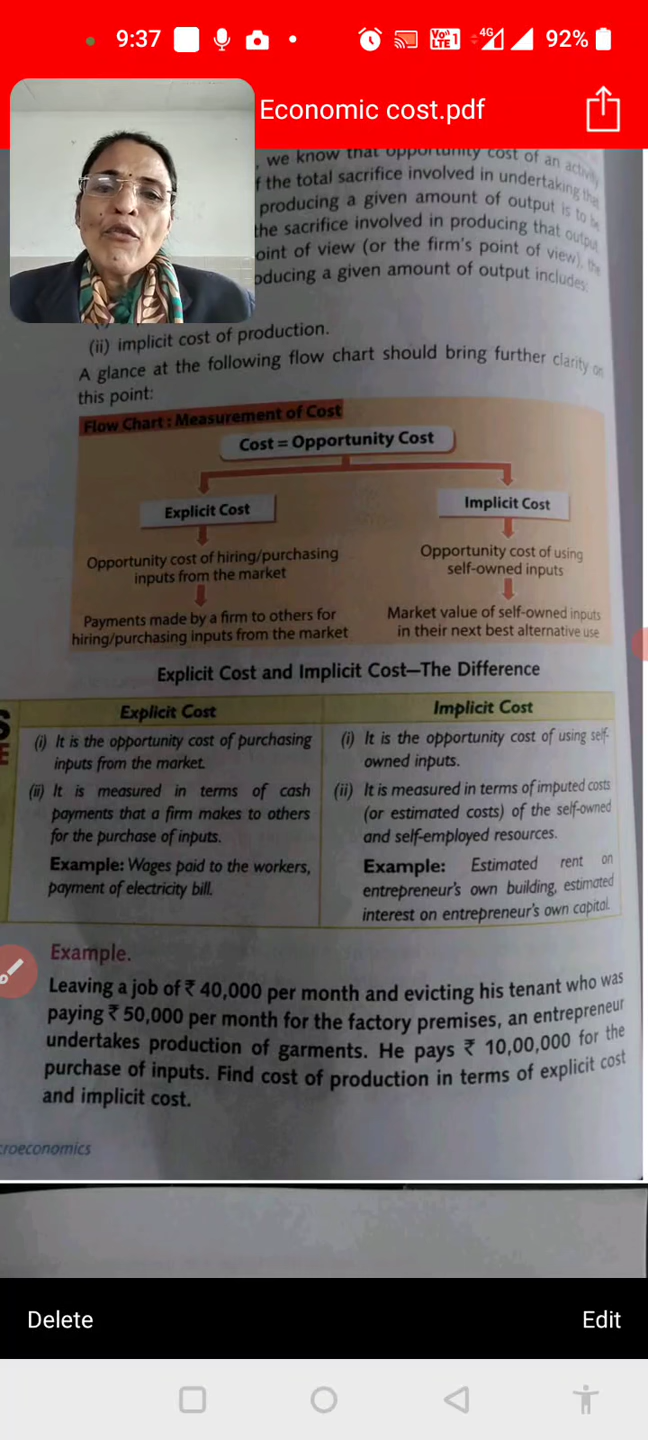 9:37
Vo)) LTE 1
4G
92%
Economic cost.pdf
, we know that opportunity cost of an activity
f the total sacrifice involved in undertaking that
producing a given amount of output is to be
the sacrifice involved in producing that output
oint of view (or the firm's point of view), the
oducing a given amount of output includes:
(ii) implicit cost of production.
A glance at the following flow chart should bring further clarity on
this point:
Flow Chart : Measurement of Cost
Cost = Opportunity Cost
Explicit Cost
Opportunity cost of hiring/purchasing
inputs from the market
Payments made by a firm to others for
hiring/purchasing inputs from the market
Implicit Cost
Opportunity cost of using
self-owned inputs
Market value of self-owned inputs
in their next best alternative use
Explicit Cost and Implicit Cost—The Difference
S
E
Explicit Cost
(i) It is the opportunity cost of purchasing
inputs from the market.
(ii) It is measured in terms of cash
payments that a firm makes to others
for the purchase of inputs.
Example: Wages paid to the workers,
payment of electricity bill.
Implicit Cost
(i) It is the opportunity cost of using self-
owned inputs.
(ii) It is measured in terms of imputed costs
(or estimated costs) of the self-owned
and self-employed resources.
Example: Estimated rent on
entrepreneur's own building, estimated
interest on entrepreneur's own capital.
Example.
Leaving a job of ₹ 40,000 per month and evicting his tenant who was
paying ₹ 50,000 per month for the factory premises, an entrepreneur
undertakes production of garments. He pays ₹ 10,00,000 for the
purchase of inputs. Find cost of production in terms of explicit cost
and implicit cost.
croeconomics
Delete
Edit